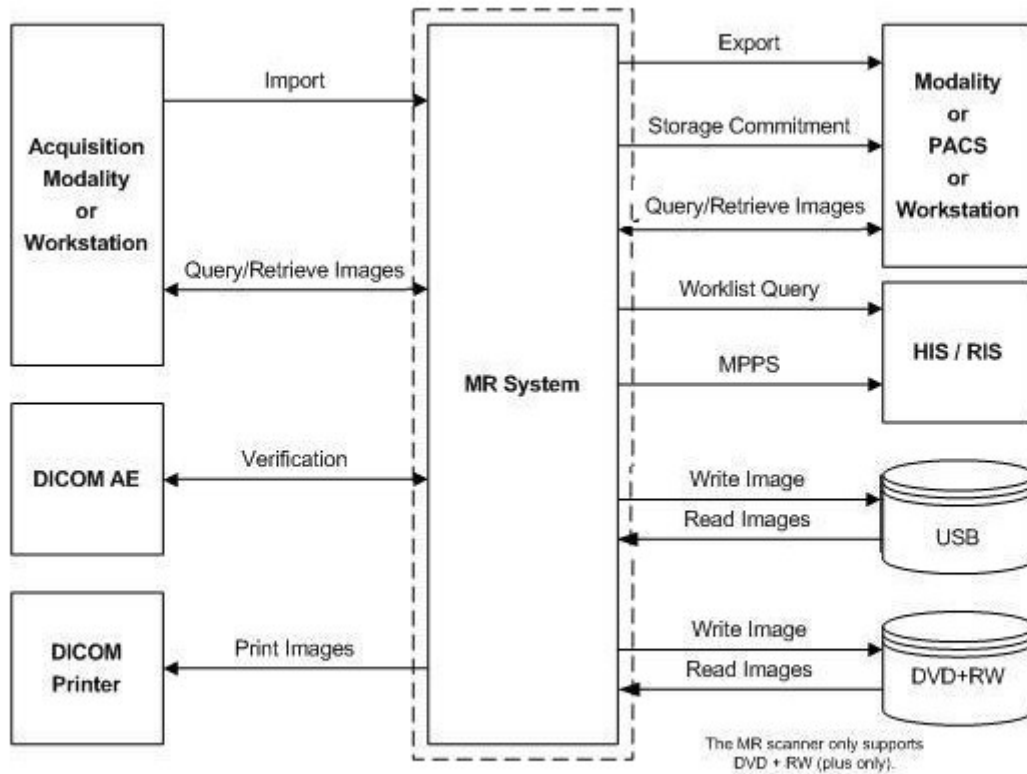 Acquisition
Modality
or
Workstation
Import
Query/Retrieve Images
DICOM AE
Verification
DICOM
Printer
Print Images
MR System
Export
Storage Commitment
Query/Retrieve Images
Modality
or
PACS
or
Workstation
Worklist Query
MPPS
HIS / RIS
Write Image
Read Images
USB
Write Image
Read Images
DVD+RW
The MR scanner only supports
DVD + RW (plus only).